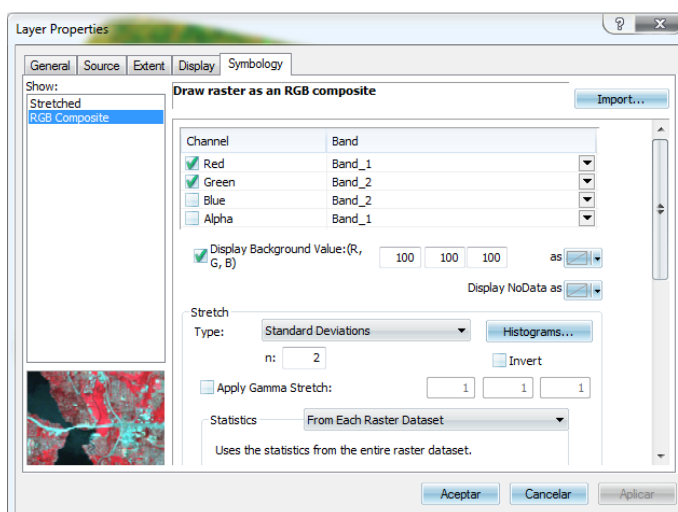 Layer Properties
General Source Extent Display Symbology
Show:
Stretched
RGB Composite
Draw raster as an RGB composite
Import...
Channel Band
Red Band_1
Green Band_2
Blue Band_2
Alpha Band_1
Display Background Value:(R, G, B) 100 100 100 as
Display NoData as
Stretch
Type: Standard Deviations Histograms...
n: 2 Invert
Apply Gamma Stretch: 1 1 1
Statistics From Each Raster Dataset
Uses the statistics from the entire raster dataset.
Aceptar Cancelar Aplicar